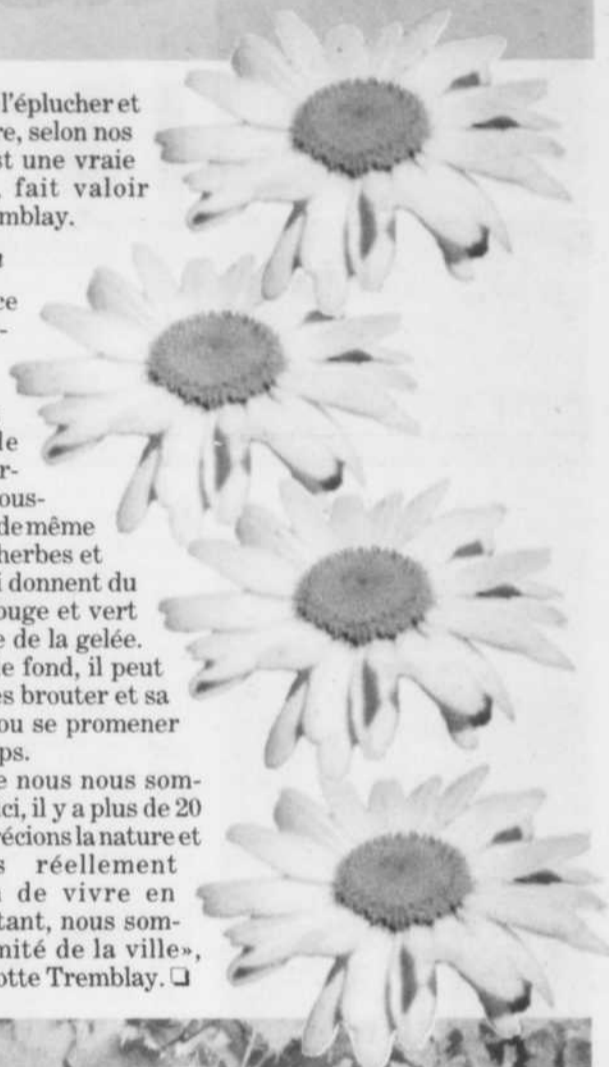 l'éplucher et
re, selon nos
st une vraie
fait valoir
mblay.
ce
-
le
r-
ous-
de même
herbes et
i donnent du
ouge et vert
e de la gelée.
le fond, il peut
es brouter et sa
ou se promener
ps.
e nous nous som-
ici, il y a plus de 20
récions la nature et
s réellement
de vivre en
tant, nous som-
mité de la ville»,
otte Tremblay. ❑